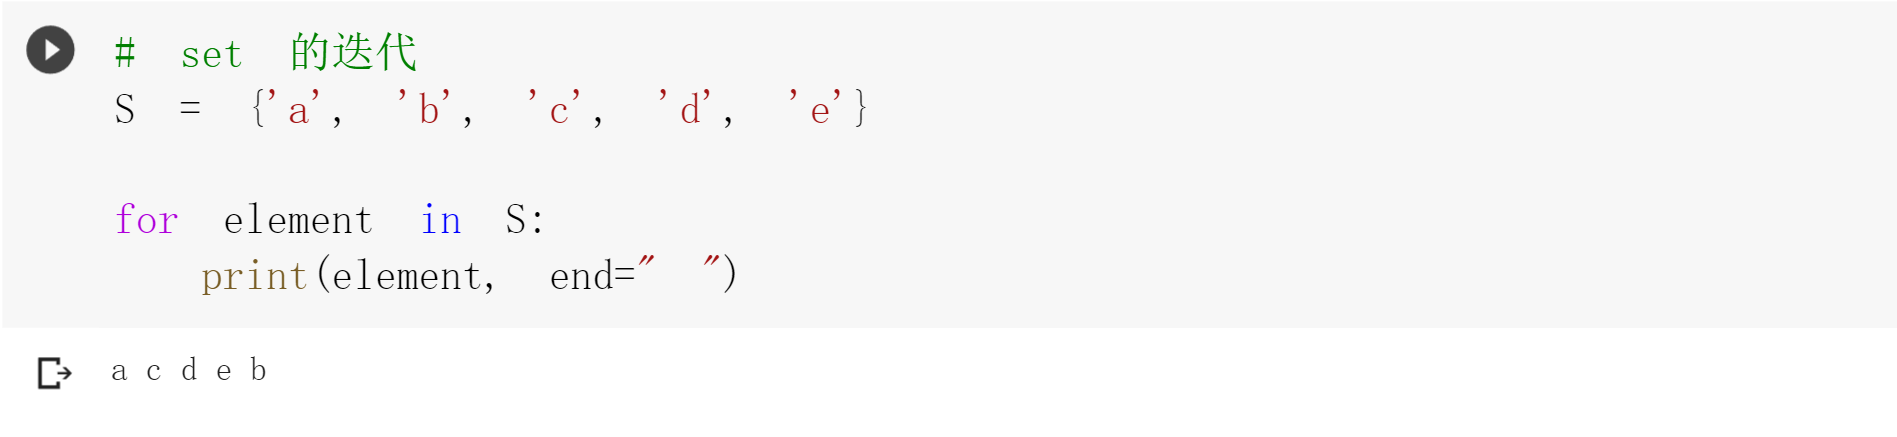 # set 的迭代
S = {'a', 'b', 'c', 'd', 'e'}
for element in S:
    print(element, end=" ")
a c d e b